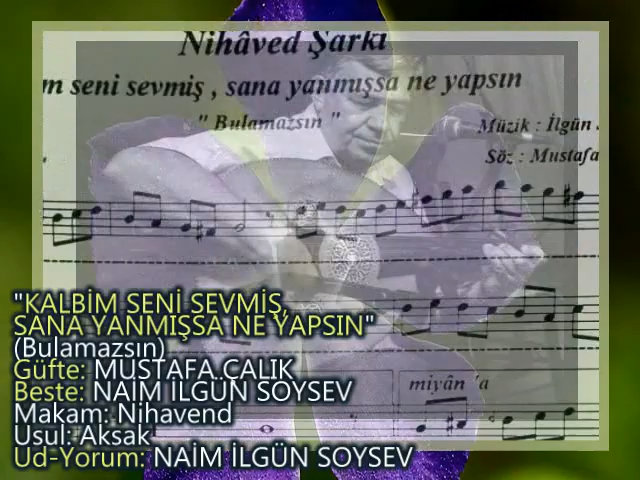 Nihâved Şarkı
m seni sevmiş , sana yanmışsa ne yapsın
" Bulamazsın "
Müzik : İlgün
Söz : Mustafa
miyân 'a
"KALBİM SENİ SEVMİŞ,
SANA YANMIŞSA NE YAPSIN"
(Bulamazsın)
Güfte: MUSTAFA ÇALIK
Beste: NAİM İLGÜN SOYSEV
Makam: Nihavend
Usul: Aksak
Ud-Yorum: NAİM İLGÜN SOYSEV